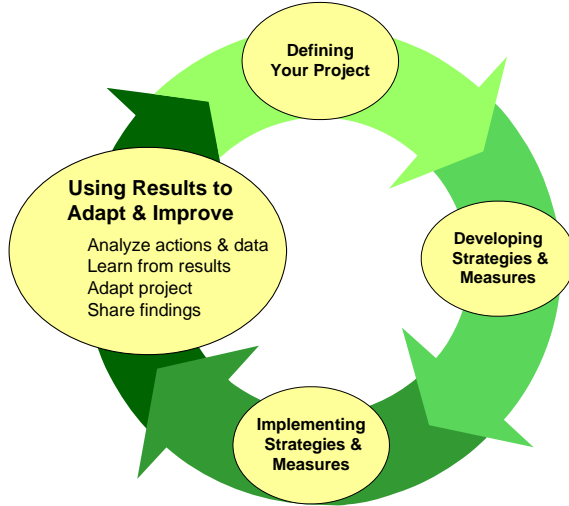 Defining
Your Project
Developing
Strategies &
Measures
Implementing
Strategies &
Measures
Using Results to
Adapt & Improve
Analyze actions & data
Learn from results
Adapt project
Share findings